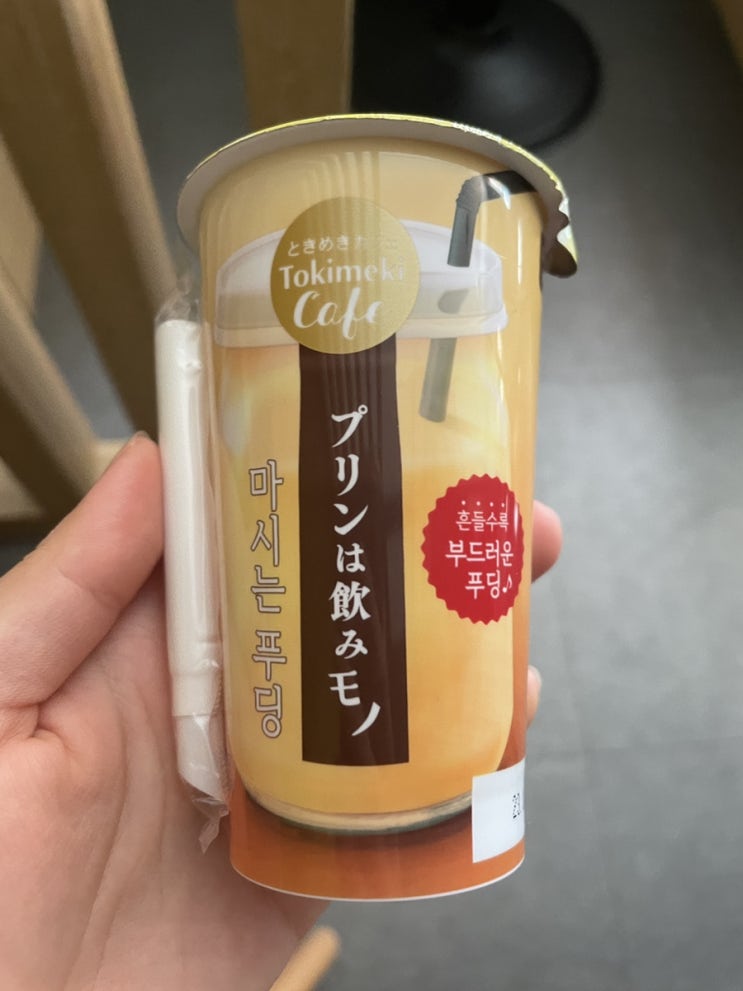 ときめきカフェ
Tokimeki
Cafe
プリンは飲みモノ
마시는 푸딩
흔들수록
부드러운
푸딩♪